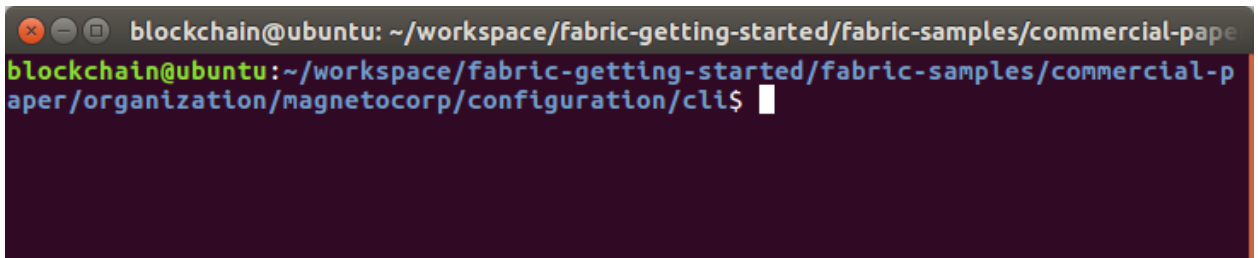 blockchain@ubuntu: ~/workspace/fabric-getting-started/fabric-samples/commercial-pape
blockchain@ubuntu:~/workspace/fabric-getting-started/fabric-samples/commercial-p
aper/organization/magnetocorp/configuration/cli$